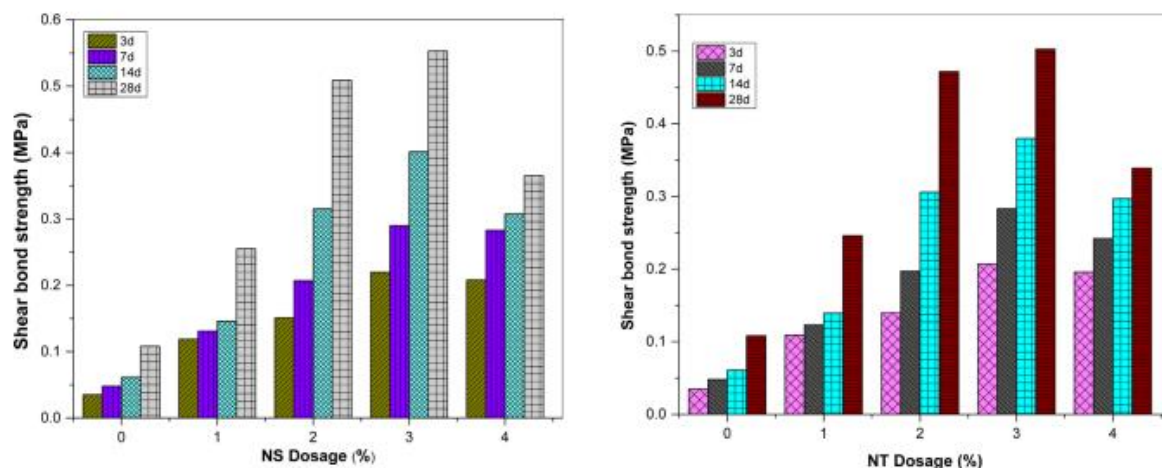 0.6
0.5
0.4
0.3
0.2
0.1
0.0
Shear bond strength (MPa)
3d
7d
14d
28d
0 1 2 3 4
NS Dosage (%)
0.5
0.4
0.3
0.2
0.1
0.0
Shear bond strength (MPa)
3d
7d
14d
28d
0 1 2 3 4
NT Dosage (%)